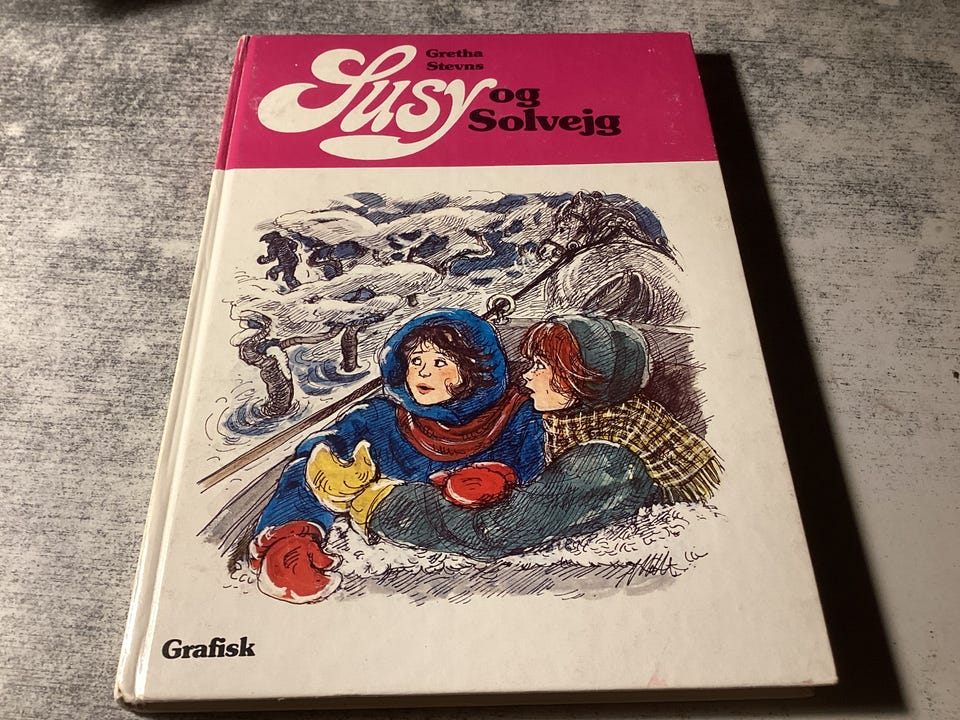 Gretha
Stevns
Susy og
Solvejg
Grafisk